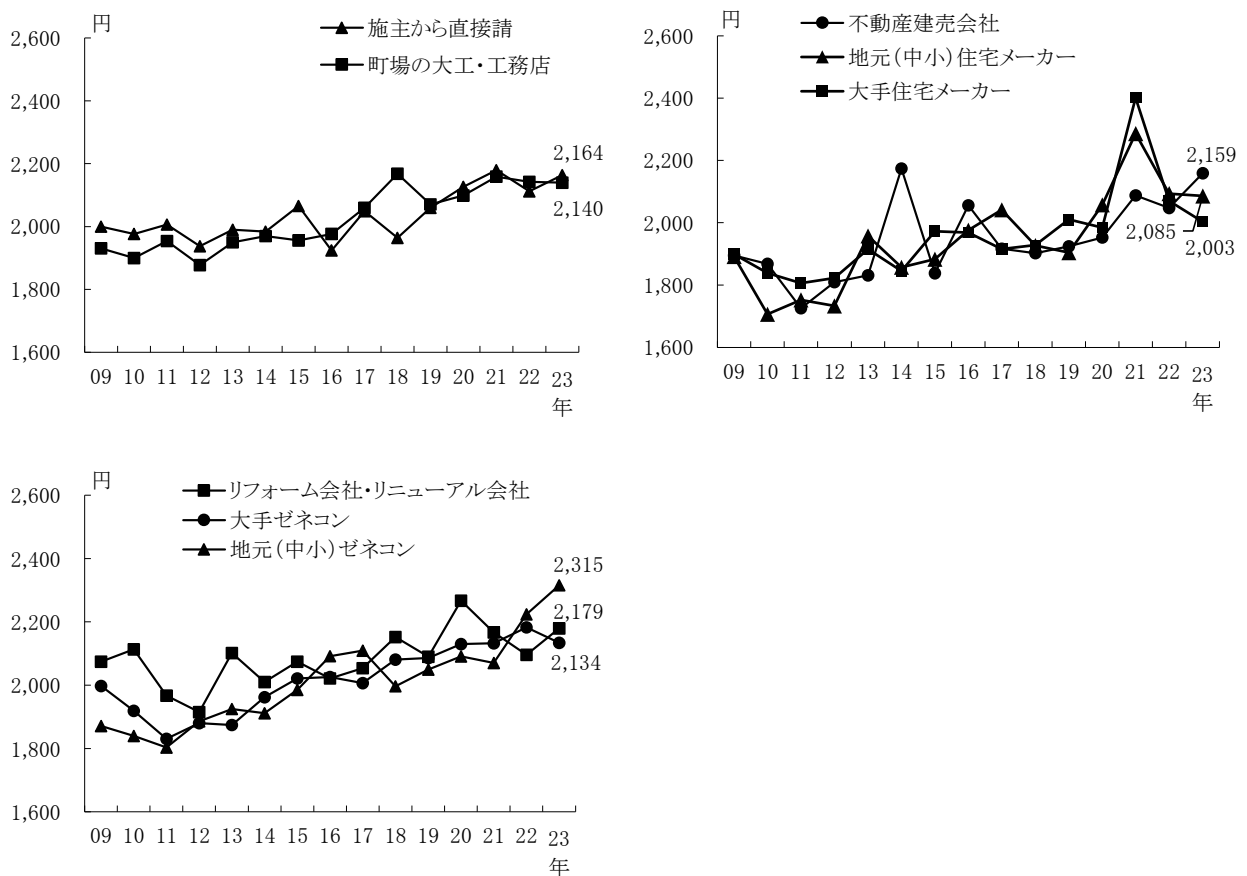 円
施主から直接請
町場の大工・工務店
2,600
2,400
2,200
2,000
1,800
1,600
2,164
2,140
09 10 11 12 13 14 15 16 17 18 19 20 21 22 23
年
円
不動産建売会社
地元(中小)住宅メーカー
大手住宅メーカー
2,600
2,400
2,200
2,000
1,800
1,600
2,159
2,085
2,003
09 10 11 12 13 14 15 16 17 18 19 20 21 22 23
年
円
リフォーム会社・リニューアル会社
大手ゼネコン
地元(中小)ゼネコン
2,600
2,400
2,200
2,000
1,800
1,600
2,315
2,179
2,134
09 10 11 12 13 14 15 16 17 18 19 20 21 22 23
年